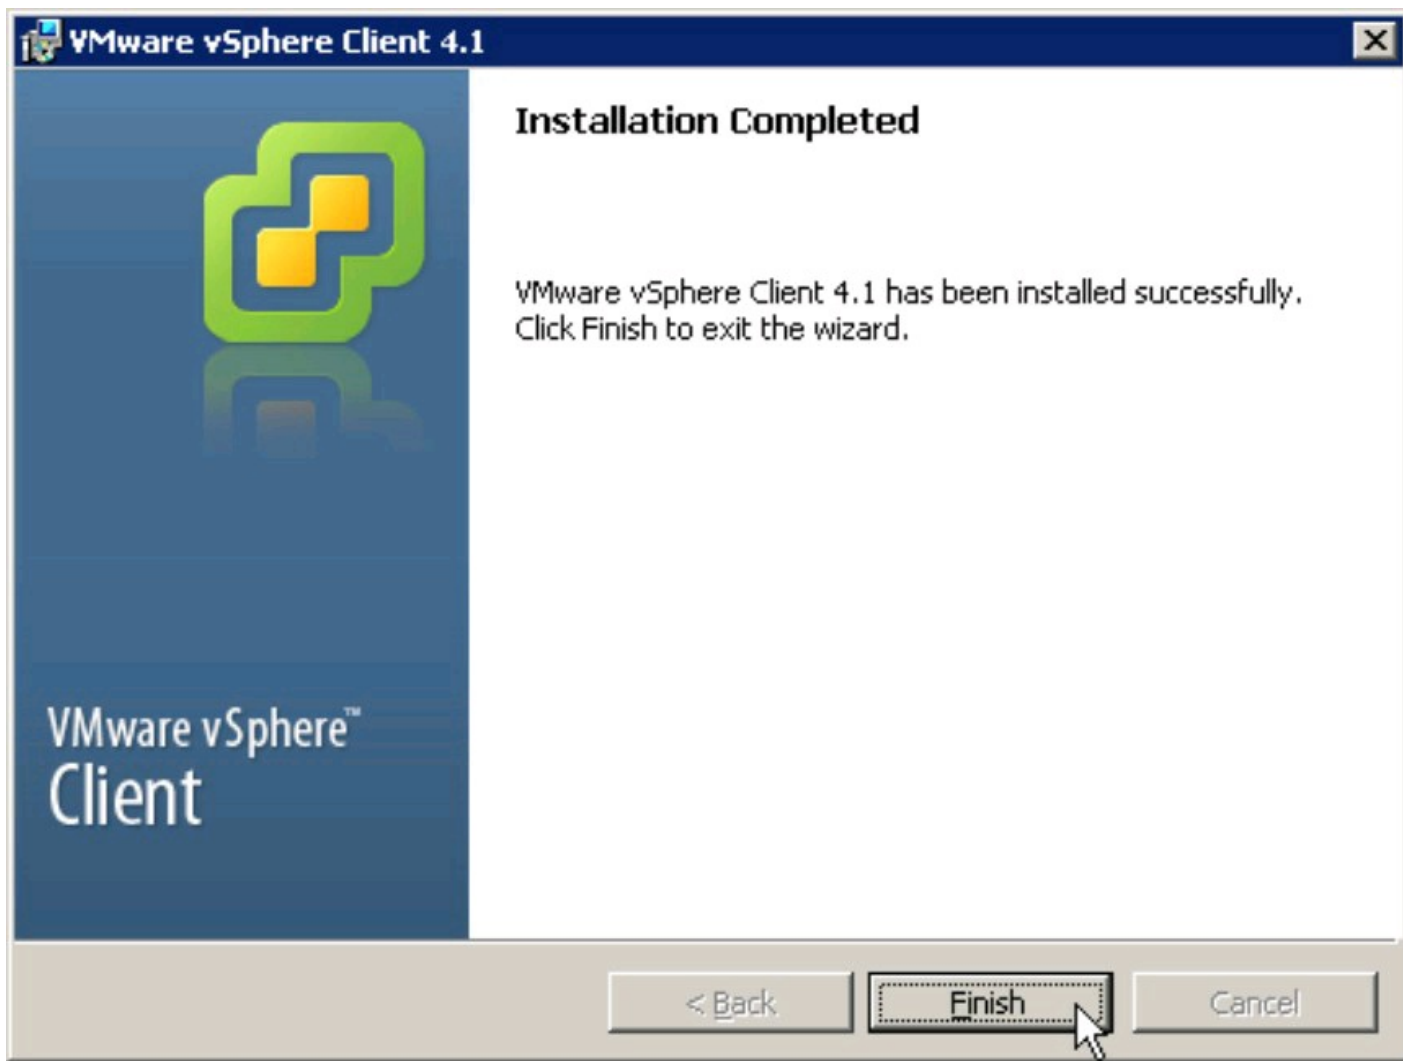 VMware vSphere Client 4.1
Installation Completed
VMware vSphere Client 4.1 has been installed successfully.
Click Finish to exit the wizard.
VMware vSphere™
Client
< Back
Finish
Cancel